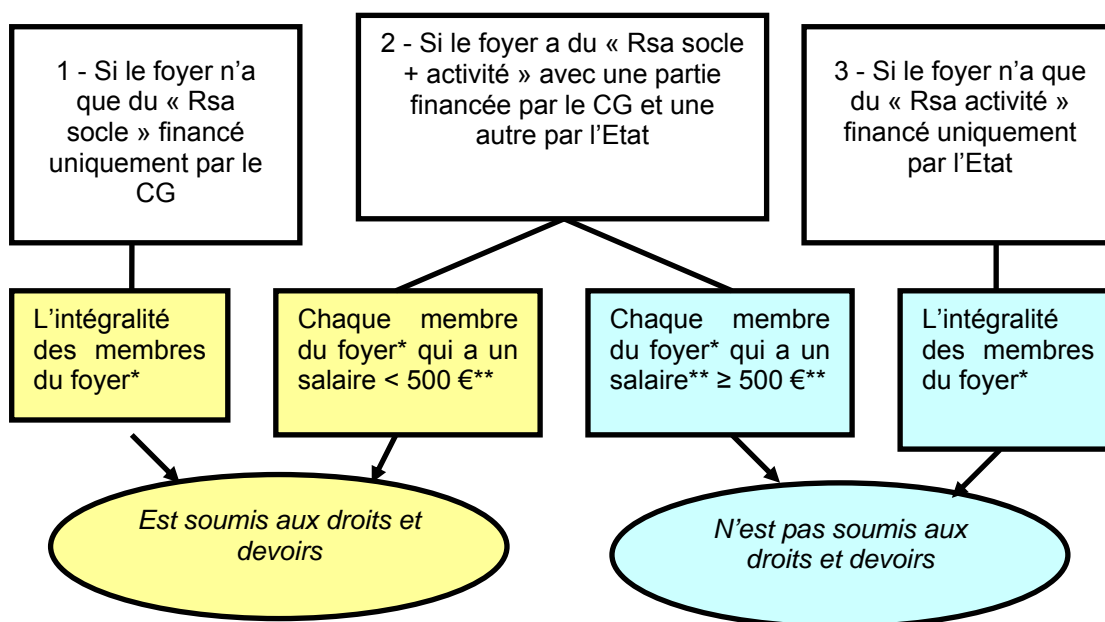 1 - Si le foyer n’a
que du « Rsa
socle » financé
uniquement par le
CG
2 - Si le foyer a du « Rsa socle
+ activité » avec une partie
financée par le CG et une
autre par l’Etat
3 - Si le foyer n’a que
du « Rsa activité »
financé uniquement
par l’Etat
L’intégralité
des membres
du foyer*
Chaque membre
du foyer* qui a un
salaire < 500 €**
Chaque membre
du foyer* qui a un
salaire** ≥ 500 €**
L’intégralité
des membres
du foyer*
Est soumis aux droits et
devoirs
N’est pas soumis aux
droits et devoirs